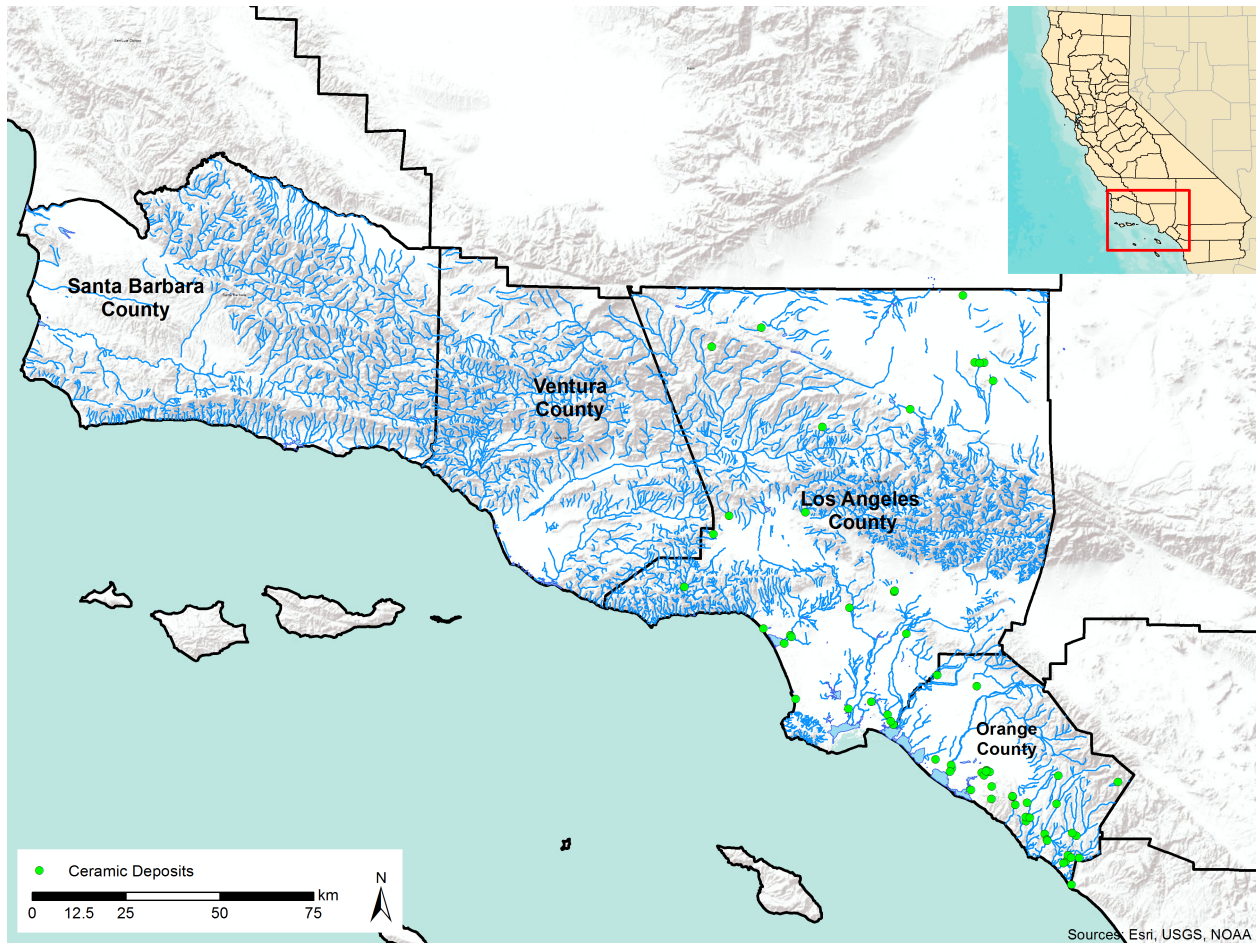 Santa Barbara
County
Ventura
County
Los Angeles
County
Orange
County
Ceramic Deposits
km
0 12.5 25 50 75
N
Sources: Esri, USGS, NOAA